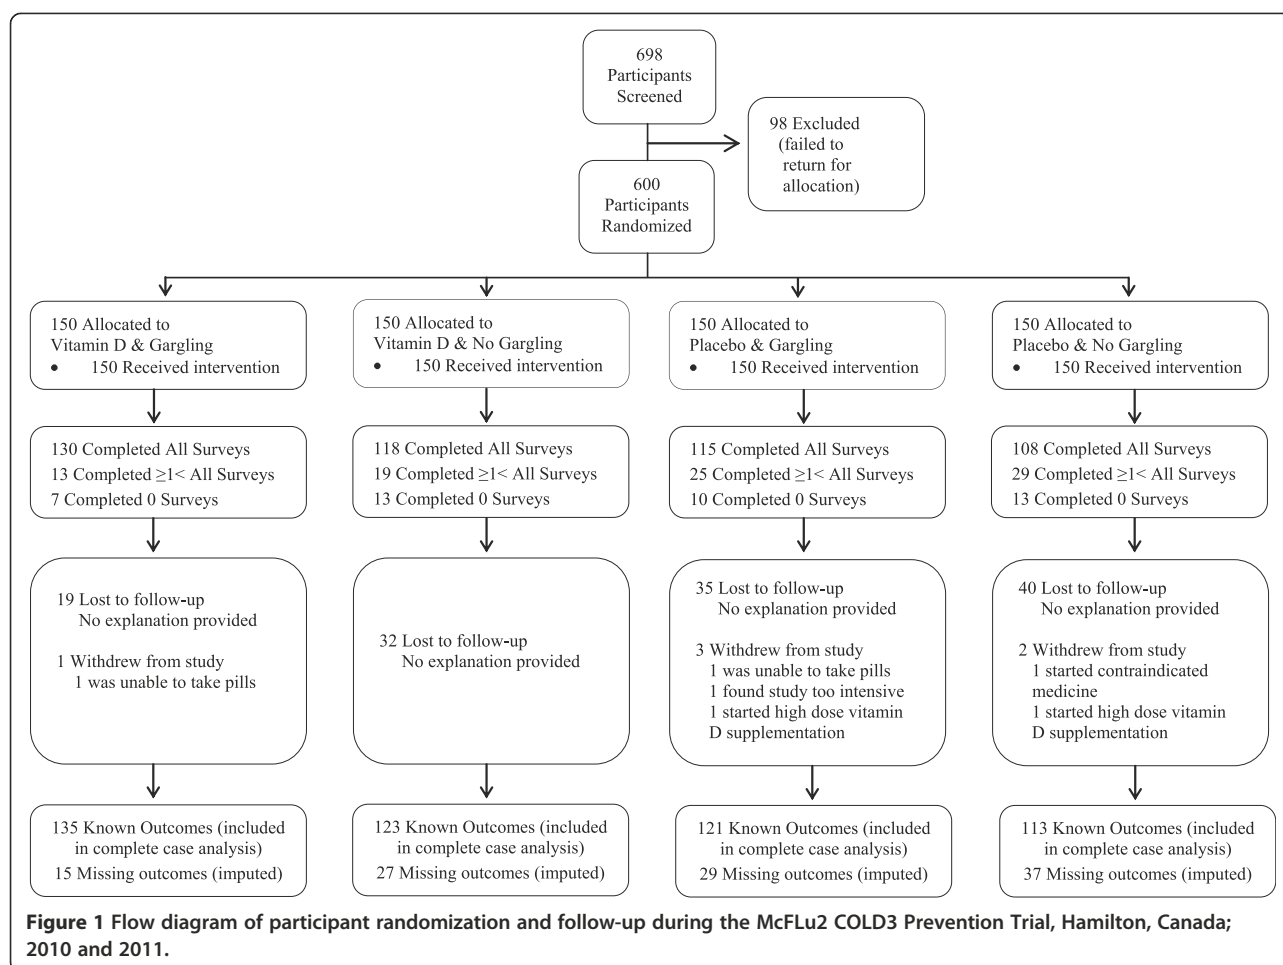 698
Participants
Screened
98 Excluded
(failed to
return for
allocation)
600
Participants
Randomized
150 Allocated to
Vitamin D & Gargling
• 150 Received intervention
150 Allocated to
Vitamin D & No Gargling
• 150 Received intervention
150 Allocated to
Placebo & Gargling
• 150 Received intervention
150 Allocated to
Placebo & No Gargling
• 150 Received intervention
130 Completed All Surveys
13 Completed ≥1< All Surveys
7 Completed 0 Surveys
118 Completed All Surveys
19 Completed ≥1< All Surveys
13 Completed 0 Surveys
115 Completed All Surveys
25 Completed ≥1< All Surveys
10 Completed 0 Surveys
108 Completed All Surveys
29 Completed ≥1< All Surveys
13 Completed 0 Surveys
19 Lost to follow-up
No explanation provided
1 Withdrew from study
1 was unable to take pills
32 Lost to follow-up
No explanation provided
35 Lost to follow-up
No explanation provided
3 Withdrew from study
1 was unable to take pills
1 found study too intensive
1 started high dose vitamin
D supplementation
40 Lost to follow-up
No explanation provided
2 Withdrew from study
1 started contraindicated
medicine
1 started high dose vitamin
D supplementation
135 Known Outcomes (included
in complete case analysis)
15 Missing outcomes (imputed)
123 Known Outcomes (included
in complete case analysis)
27 Missing outcomes (imputed)
121 Known Outcomes (included
in complete case analysis)
29 Missing outcomes (imputed)
113 Known Outcomes (included
in complete case analysis)
37 Missing outcomes (imputed)
Figure 1 Flow diagram of participant randomization and follow-up during the McFLu2 COLD3 Prevention Trial, Hamilton, Canada;
2010 and 2011.